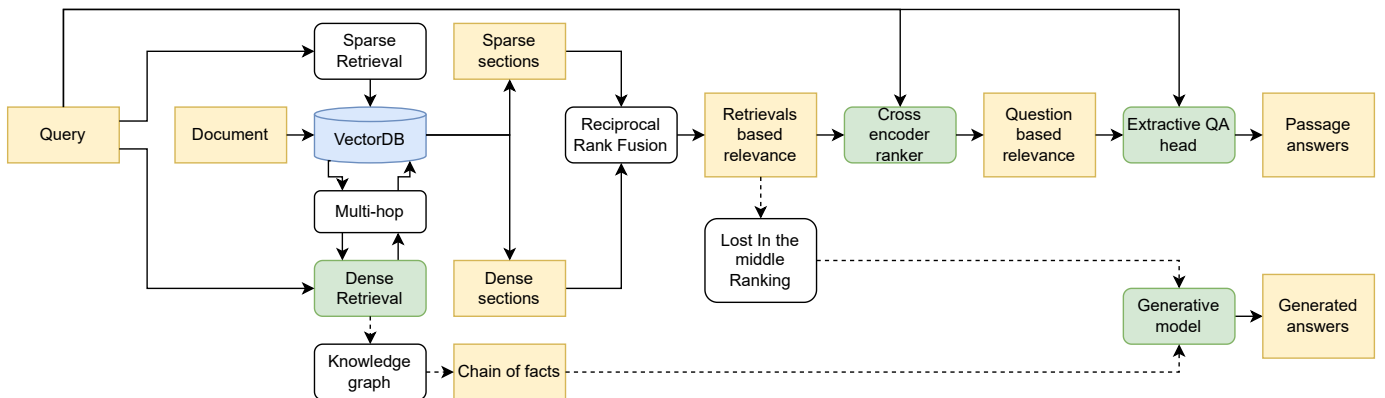 Sparse
Retrieval
Sparse
sections
Query
Document
VectorDB
Reciprocal
Rank Fusion
Retrievals
based
relevance
Cross
encoder
ranker
Question
based
relevance
Extractive QA
head
Passage
answers
Multi-hop
Lost In the
middle
Ranking
Dense
Retrieval
Dense
sections
Generative
model
Generated
answers
Knowledge
graph
Chain of facts